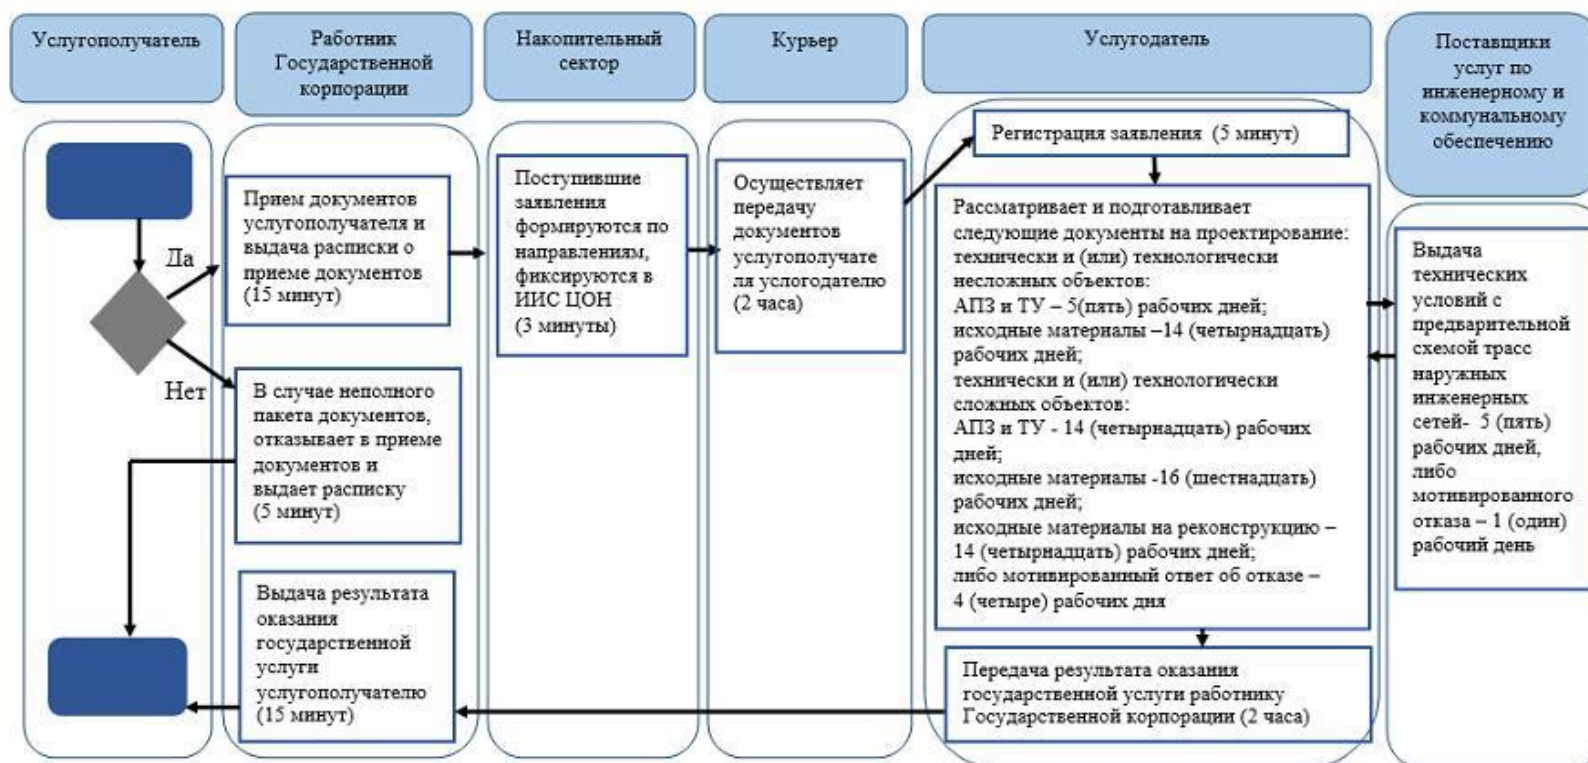 Услугополучатель
Работник
Государственной
корпорации
Накопительный
сектор
Курьер
Услугодатель
Поставщики
услуг по
инженерному и
коммунальному
обеспечению
Да
Нет
Прием документов
услугополучателя и
выдача расписки о
приеме документов
(15 минут)
В случае неполного
пакета документов,
отказывает в приеме
документов и
выдает расписку
(5 минут)
Выдача результата
оказания
государственной
услуги
услугополучателю
(15 минут)
Поступившие
заявления
формируются по
направлениям,
фиксируются в
ИИС ЦОН
(3 минуты)
Осуществляет
передачу
документов
услугополучате
ля услогодателю
(2 часа)
Регистрация заявления (5 минут)
Рассматривает и подготавливает
следующие документы на проектирование:
технически и (или) технологически
несложных объектов:
АПЗ и ТУ – 5(пять) рабочих дней;
исходные материалы –14 (четырнадцать)
рабочих дней;
технически и (или) технологически
сложных объектов:
АПЗ и ТУ - 14 (четырнадцать) рабочих
дней;
исходные материалы -16 (шестнадцать)
рабочих дней;
исходные материалы на реконструкцию –
14 (четырнадцать) рабочих дней;
либо мотивированный ответ об отказе –
4 (четыре) рабочих дня
Передача результата оказания
государственной услуги работнику
Государственной корпорации (2 часа)
Выдача
технических
условий с
предварительной
схемой трасс
наружных
инженерных
сетей- 5 (пять)
рабочих дней,
либо
мотивированного
отказа – 1 (один)
рабочий день